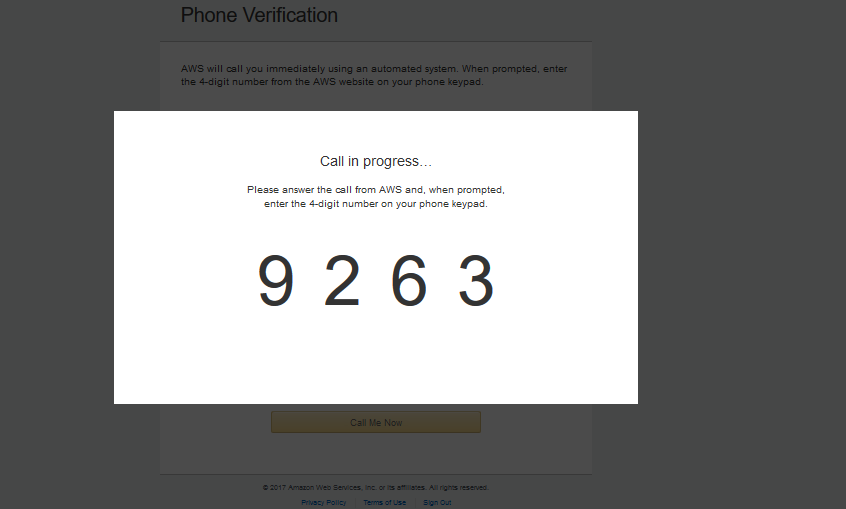 Phone Verification
AWS will call you immediately using an automated system. When prompted, enter
the 4-digit number from the AWS website on your phone keypad.
Call in progress...
Please answer the call from AWS and, when prompted,
enter the 4-digit number on your phone keypad.
9 2 6 3
Call Me Now
© 2017 Amazon Web Services, Inc. or its affiliates. All rights reserved.
Privacy Policy | Terms of Use | Sign Out